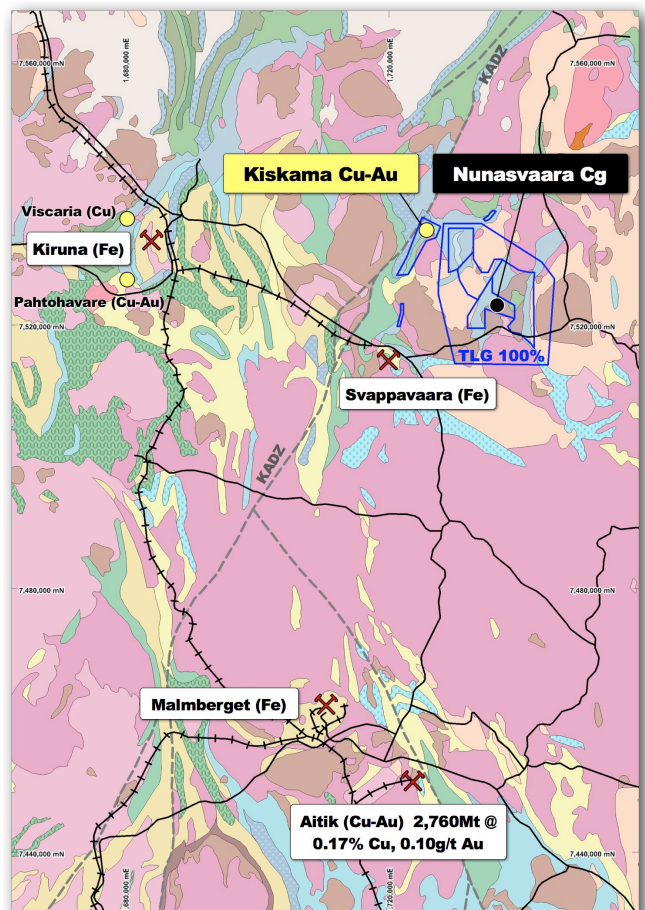 7,560,000 mN
1,680,000 mE
1,720,000 mE
7,560,000 mN
KADZ
Kiskama Cu-Au
Nunasvaara Cg
Viscaria (Cu)
Kiruna (Fe)
Pahtohavare (Cu-Au)
7,520,000 mN
7,520,000 mN
TLG 100%
Svappavaara (Fe)
KADZ
7,480,000 mN
7,480,000 mN
Malmberget (Fe)
Aitik (Cu-Au) 2,760Mt @
0.17% Cu, 0.10g/t Au
7,440,000 mN
7,440,000 mN
,680,000 mE
,720,000 mE